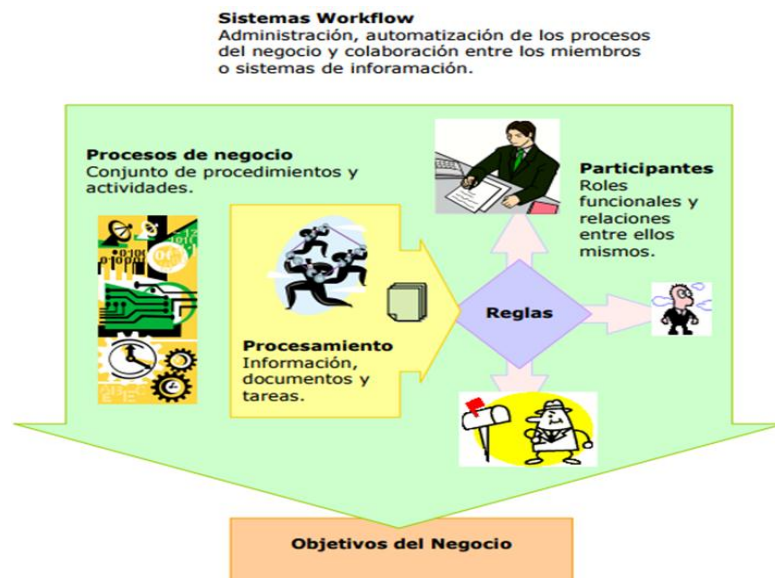 Sistemas Workflow
Administración, automatización de los procesos
del negocio y colaboración entre los miembros
o sistemas de inforamación.
Procesos de negocio
Conjunto de procedimientos y
actividades.
Participantes
Roles
funcionales y
relaciones
entre ellos
mismos.
Reglas
Procesamiento
Información,
documentos y
tareas.
Objetivos del Negocio